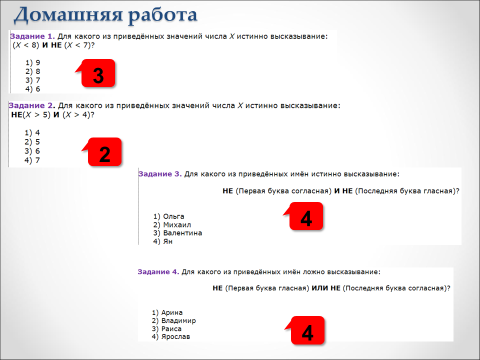 Домашняя работа
Задание 1. Для какого из приведённых значений числа X истинно высказывание:
(X < 8) И НЕ (X < 7)?
1) 9
2) 8
3) 7
4) 6
3
Задание 2. Для какого из приведённых значений числа X истинно высказывание:
НЕ(X > 5) И (X > 4)?
1) 4
2) 5
3) 6
4) 7
2
Задание 3. Для какого из приведённых имён истинно высказывание:
НЕ (Первая буква согласная) И НЕ (Последняя буква гласная)?
1) Ольга
2) Михаил
3) Валентина
4) Ян
4
Задание 4. Для какого из приведённых имён ложно высказывание:
НЕ (Первая буква гласная) ИЛИ НЕ (Последняя буква согласная)?
1) Арина
2) Владимир
3) Раиса
4) Ярослав
4